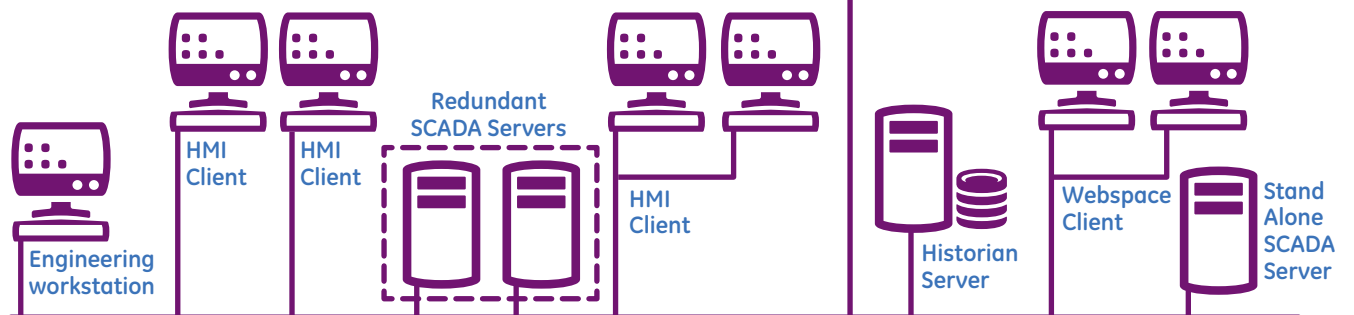 Engineering
workstation
HMI
Client
HMI
Client
Redundant
SCADA Servers
HMI
Client
Historian
Server
Webspace
Client
Stand
Alone
SCADA
Server